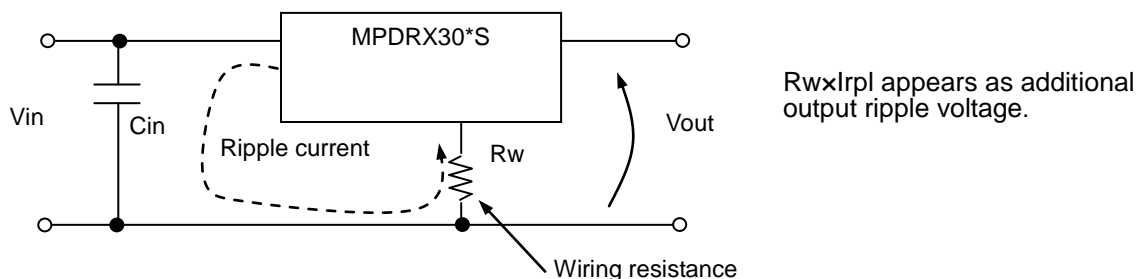 MPDRX30*S
Rw×Irpl appears as additional
output ripple voltage.
Vin
Cin
Vout
Ripple current
Rw
Wiring resistance